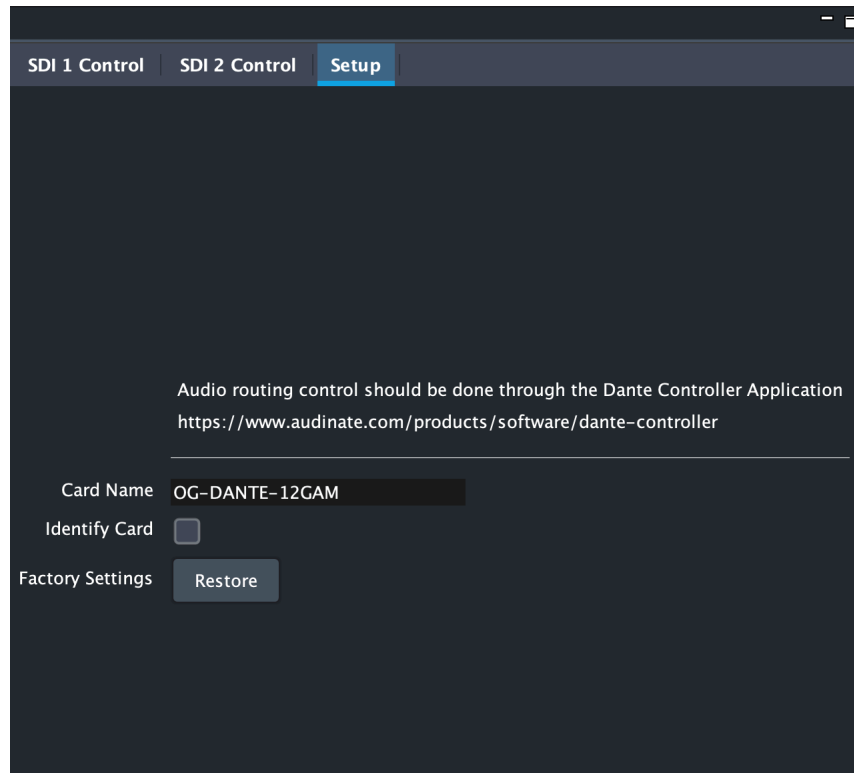 SDI 1 Control SDI 2 Control Setup
Audio routing control should be done through the Dante Controller Application
https://www.audinate.com/products/software/dante-controller
Card Name OG-DANTE-12GAM
Identify Card
Factory Settings Restore